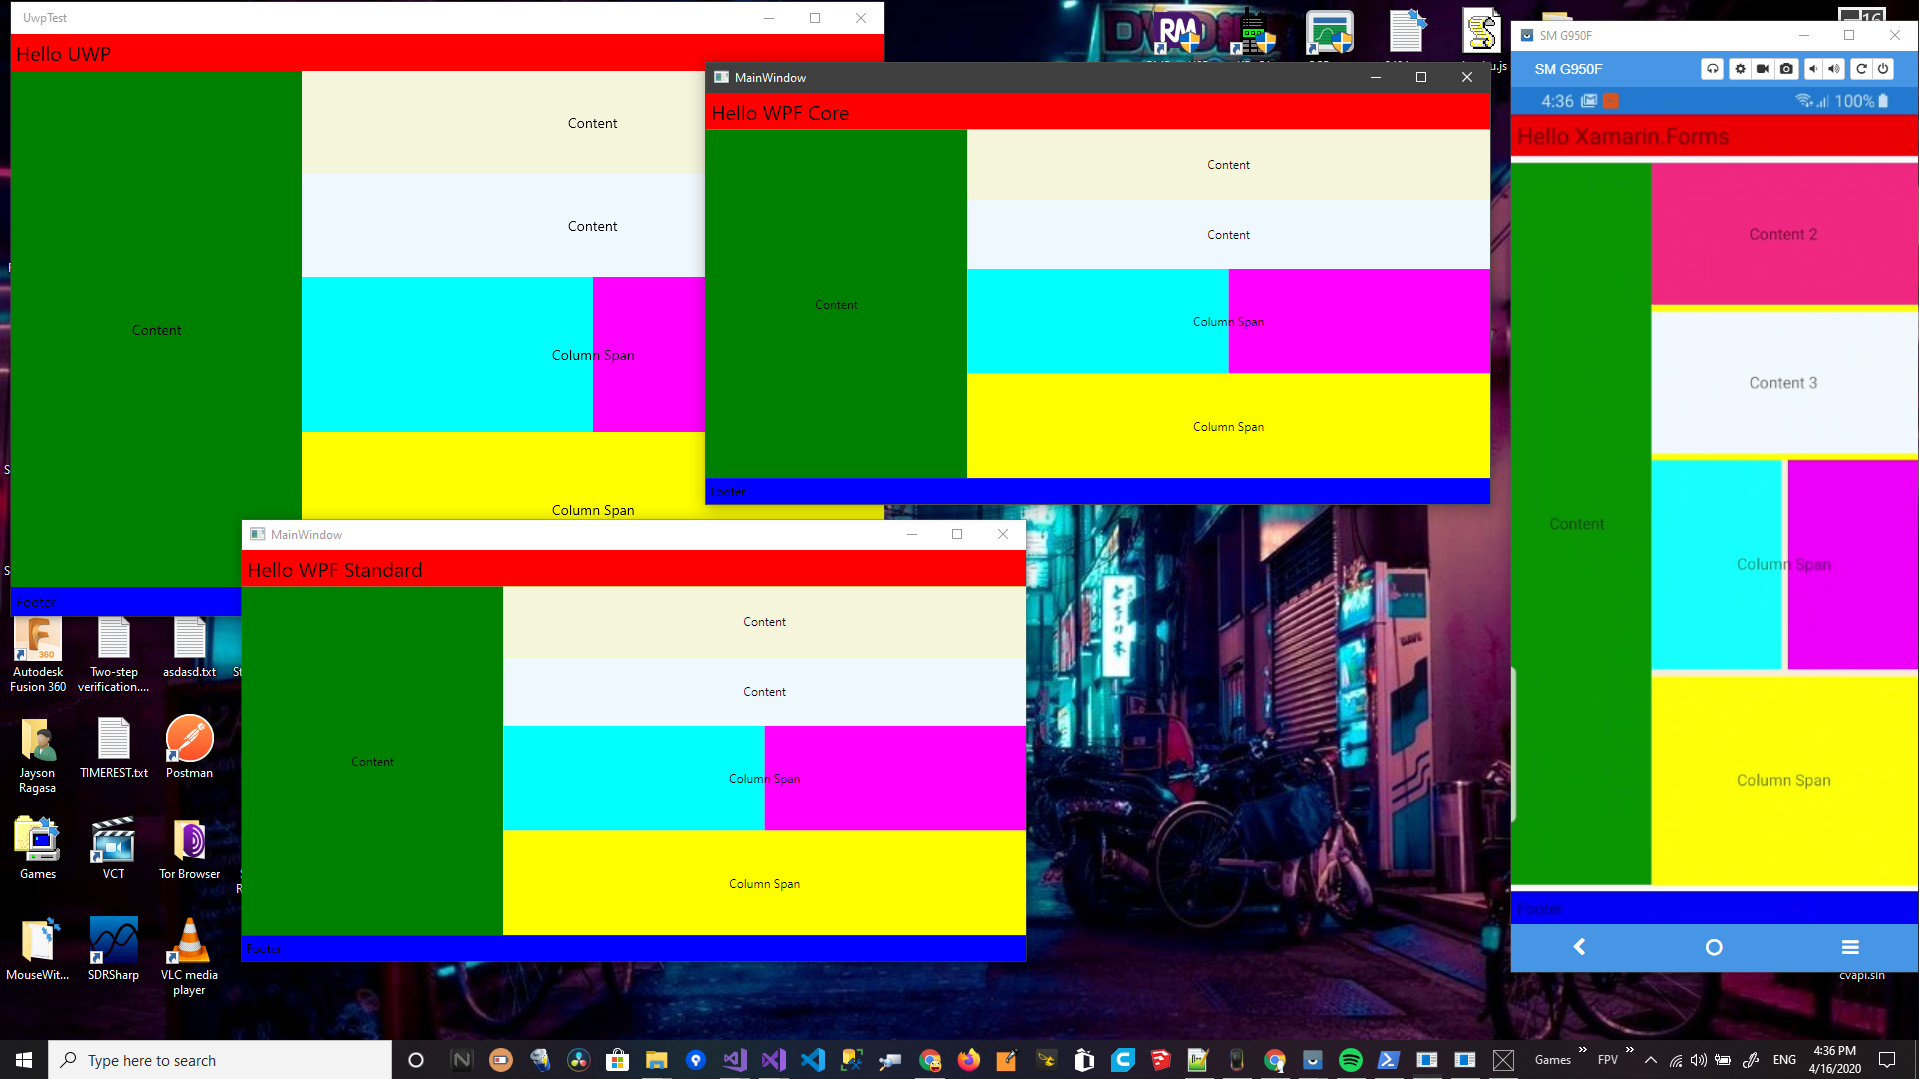 UwpTest
Hello UWP
Content
Content
Content
Column Span
Column Span
Footer
MainWindow
Hello WPF Core
Content
Content
Content
Column Span
Column Span
Footer
MainWindow
Hello WPF Standard
Content
Content
Content
Column Span
Column Span
Footer
SM G950F
SM G950F
4:36
100%
Hello Xamarin.Forms
Content 2
Content 3
Content
Column Span
Column Span
Footer
Autodesk
Fusion 360
Two-step
verification....
asdasd.txt
Jayson
Ragasa
TIMEREST.txt
Postman
Games
VCT
Tor Browser
MouseWit...
SDRSharp
VLC media
player
cvapi.sln
Type here to search
Games
FPV
ENG
4:36 PM
4/16/2020